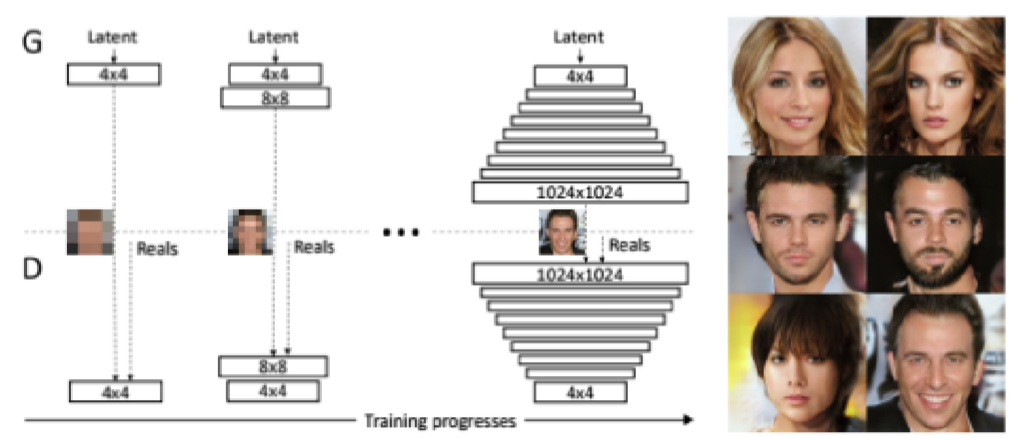 G
Latent
4x4
Latent
4x4
8x8
Latent
4x4
1024x1024
Reals
Reals
Reals
D
1024x1024
8x8
4x4
4x4
4x4
Training progresses